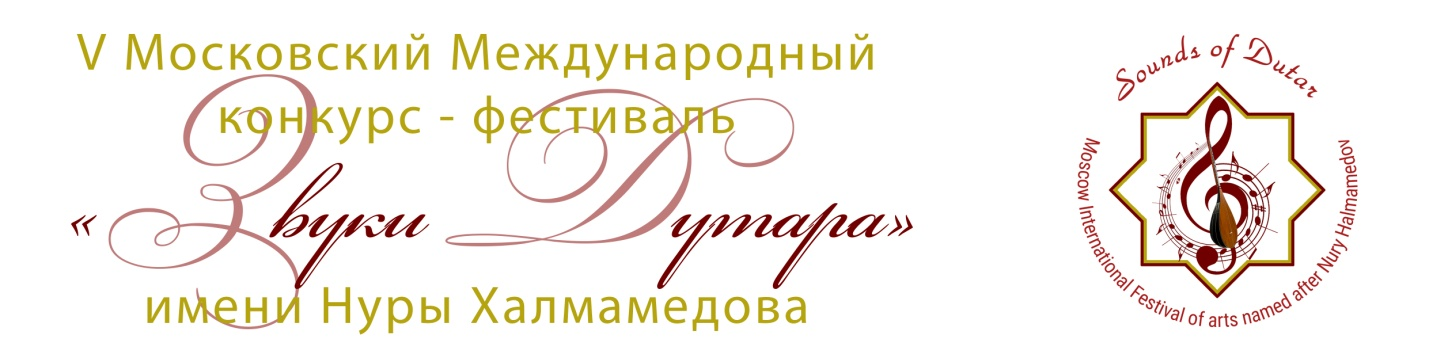 V Московский Международный
конкурс - фестиваль
« Звуки Дутара»
имени Нуры Халмамедова
Sounds of Dutar
Moscow International Festival of arts named after Nury Halmamedov